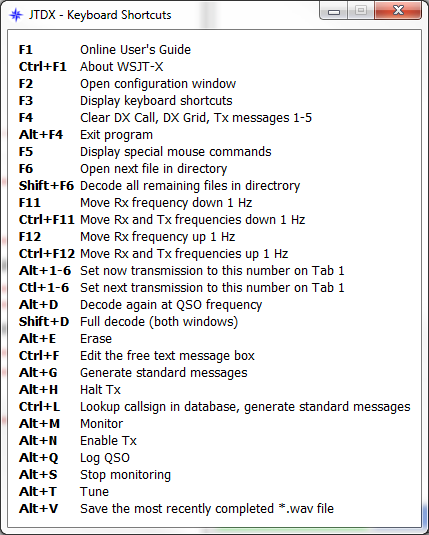 JTDX - Keyboard Shortcuts
F1 Online User's Guide
Ctrl+F1 About WSJT-X
F2 Open configuration window
F3 Display keyboard shortcuts
F4 Clear DX Call, DX Grid, Tx messages 1-5
Alt+F4 Exit program
F5 Display special mouse commands
F6 Open next file in directory
Shift+F6 Decode all remaining files in directrory
F11 Move Rx frequency down 1 Hz
Ctrl+F11 Move Rx and Tx frequencies down 1 Hz
F12 Move Rx frequency up 1 Hz
Ctrl+F12 Move Rx and Tx frequencies up 1 Hz
Alt+1-6 Set now transmission to this number on Tab 1
Ctl+1-6 Set next transmission to this number on Tab 1
Alt+D Decode again at QSO frequency
Shift+D Full decode (both windows)
Alt+E Erase
Ctrl+F Edit the free text message box
Alt+G Generate standard messages
Alt+H Halt Tx
Ctrl+L Lookup callsign in database, generate standard messages
Alt+M Monitor
Alt+N Enable Tx
Alt+Q Log QSO
Alt+S Stop monitoring
Alt+T Tune
Alt+V Save the most recently completed *.wav file